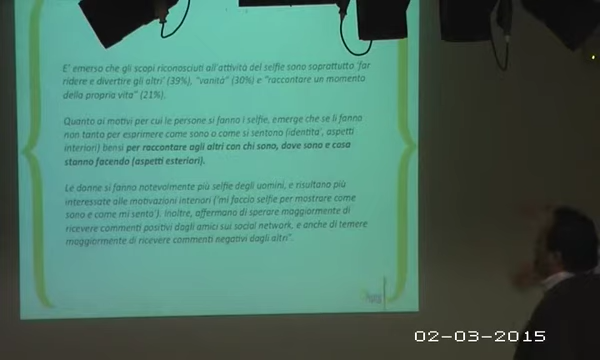 E' emerso che gli scopi riconosciuti all'attività del selfie sono soprattutto 'far
ridere e divertire gli altri' (39%), "vanità" (30%) e "raccontare un momento
della propria vita" (21%).
Quanto ai motivi per cui le persone si fanno i selfie, emerge che se li fanno
non tanto per esprimere come sono o come si sentono (identita', aspetti
interiori) bensì per raccontare agli altri con chi sono, dove sono e cosa
stanno facendo (aspetti esteriori).
Le donne si fanno notevolmente più selfie degli uomini, e risultano più
interessate alle motivazioni interiori ('mi faccio selfie per mostrare come
sono e come mi sento'). Inoltre, affermano di sperare maggiormente di
ricevere commenti positivi dagli amici sui social network, e anche di temere
maggiormente di ricevere commenti negativi dagli altri".
02-03-2015